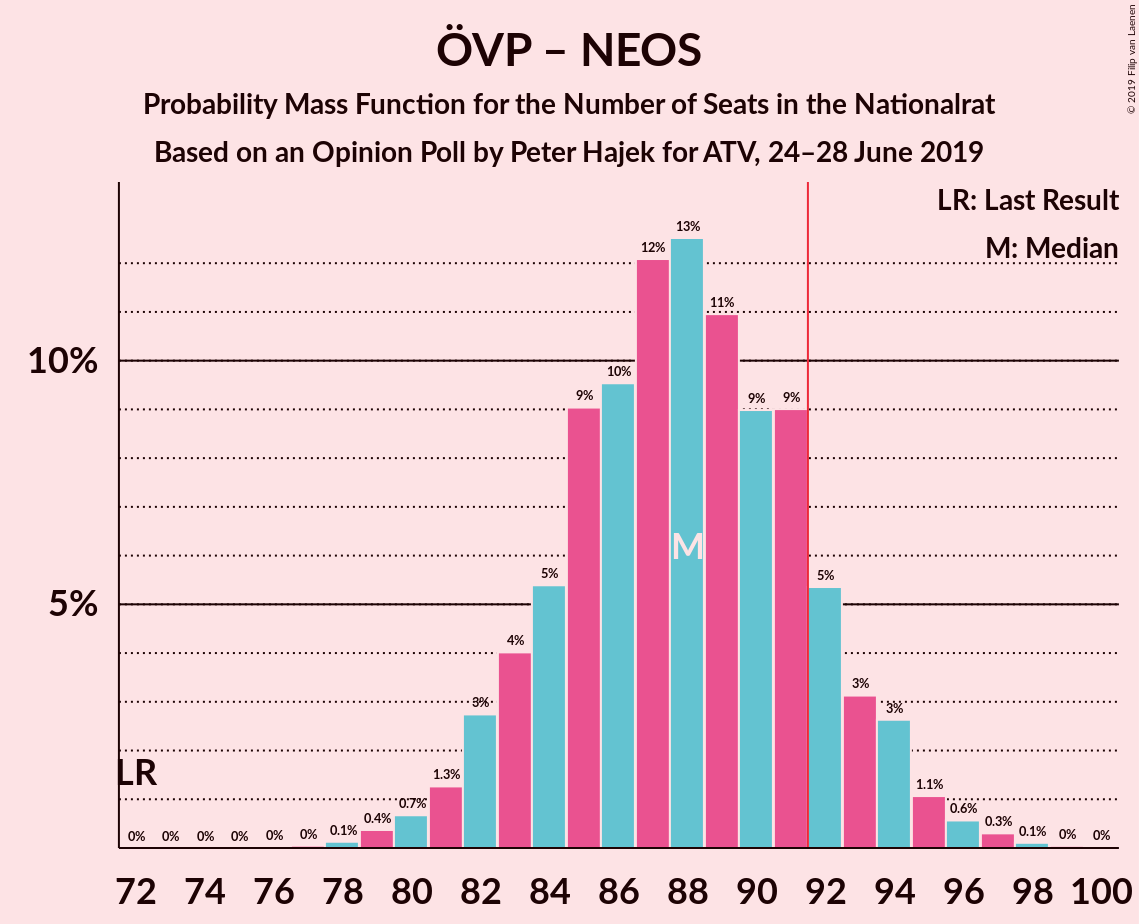 ÖVP – NEOS
Probability Mass Function for the Number of Seats in the Nationalrat
Based on an Opinion Poll by Peter Hajek for ATV, 24–28 June 2019
© 2019 Filip van Laenen
LR: Last Result
M: Median
10%
5%
LR
M
0% 0% 0% 0% 0% 0% 0.1% 0.4% 0.7% 1.3% 3% 4% 5% 9% 10% 12% 13% 11% 9% 9% 5% 3% 3% 1.1% 0.6% 0.3% 0.1% 0% 0%
72 74 76 78 80 82 84 86 88 90 92 94 96 98 100